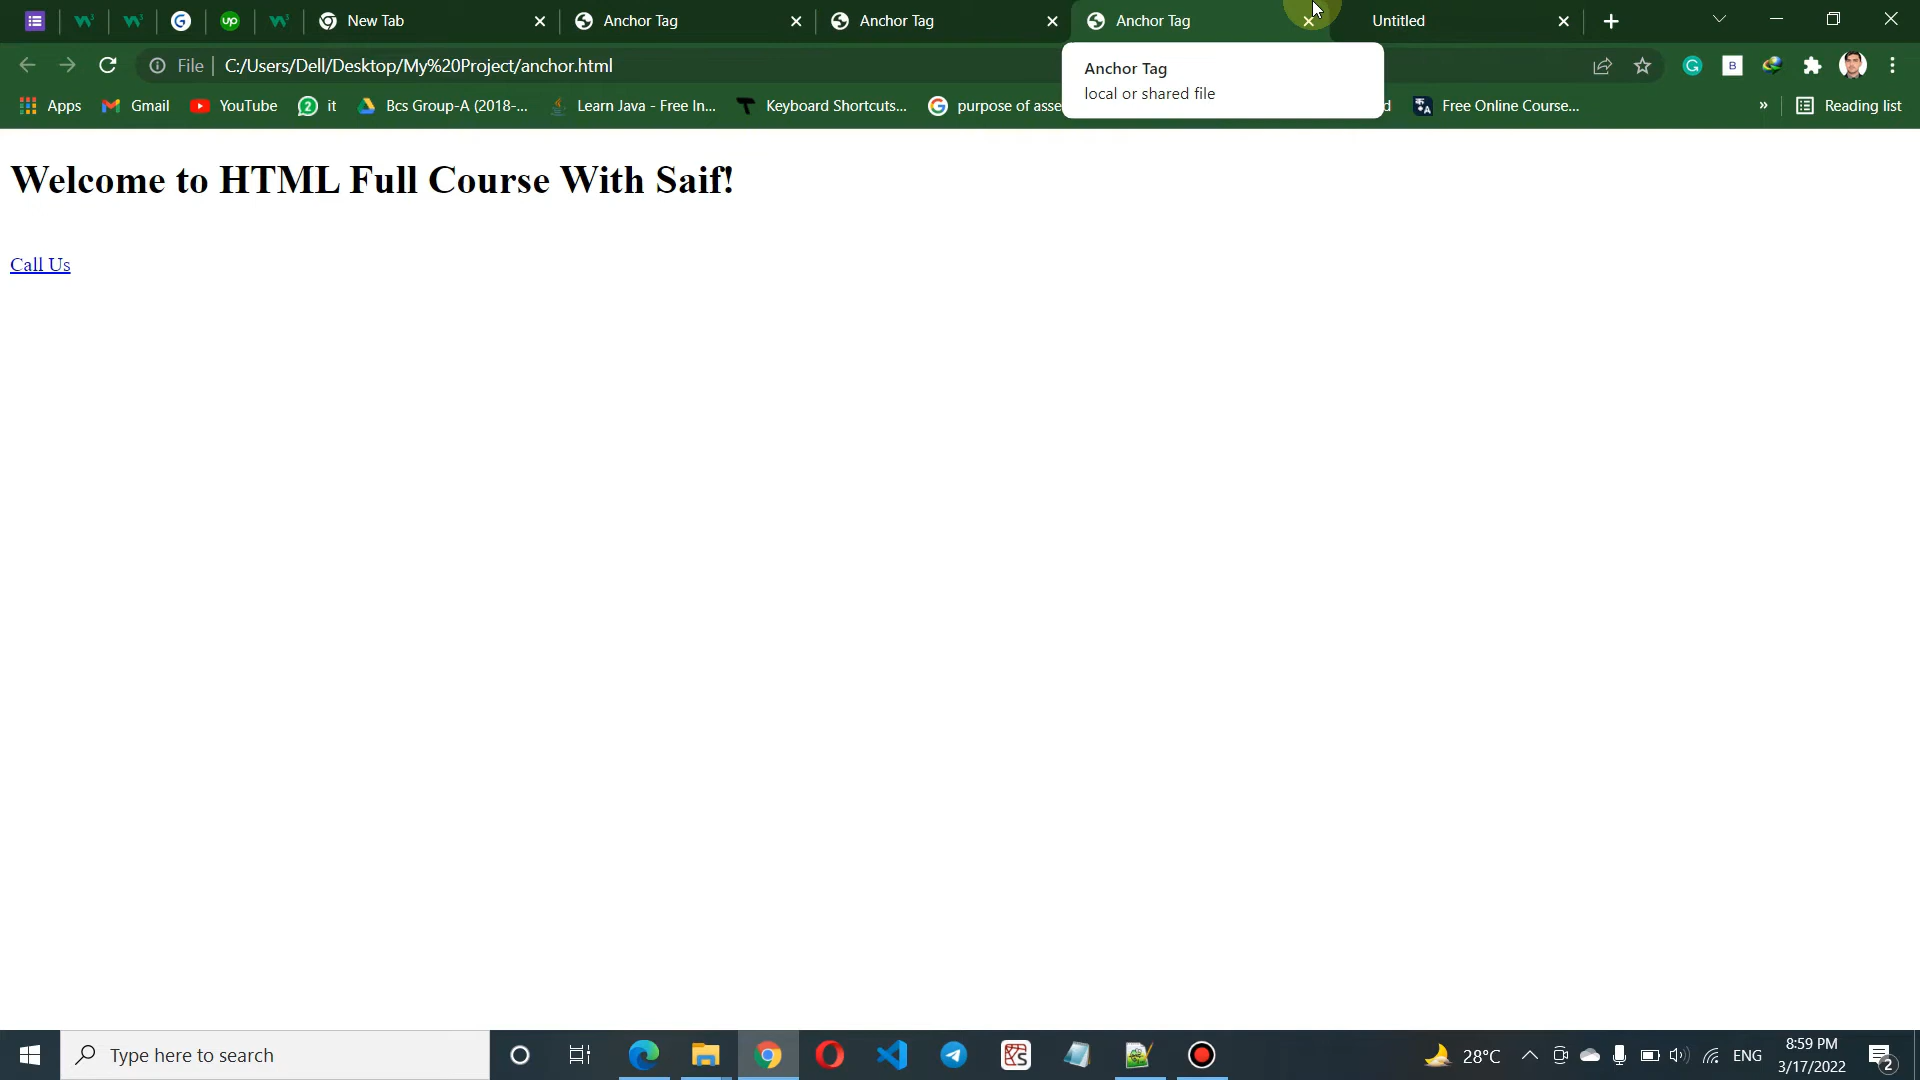 New Tab
Anchor Tag
Anchor Tag
Anchor Tag
Untitled
File
C:/Users/Dell/Desktop/My%20Project/anchor.html
Anchor Tag
local or shared file
Apps
Gmail
YouTube
it
Bcs Group-A (2018-...
Learn Java - Free In...
Keyboard Shortcuts...
purpose of asse
Free Online Course...
Reading list
Welcome to HTML Full Course With Saif!
Call Us
Type here to search
28°C
ENG
8:59 PM
3/17/2022
2